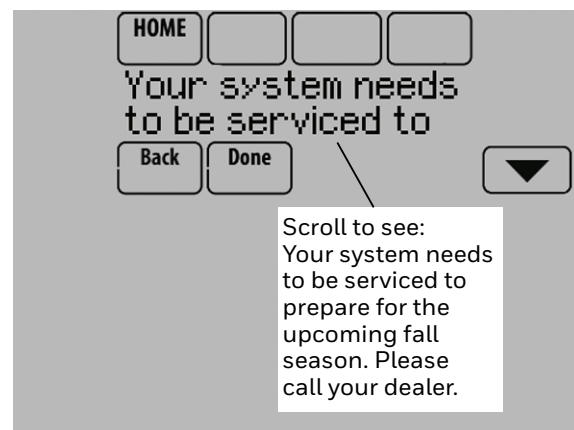 HOME
Your system needs
to be serviced to
Back Done
Scroll to see:
Your system needs
to be serviced to
prepare for the
upcoming fall
season. Please
call your dealer.